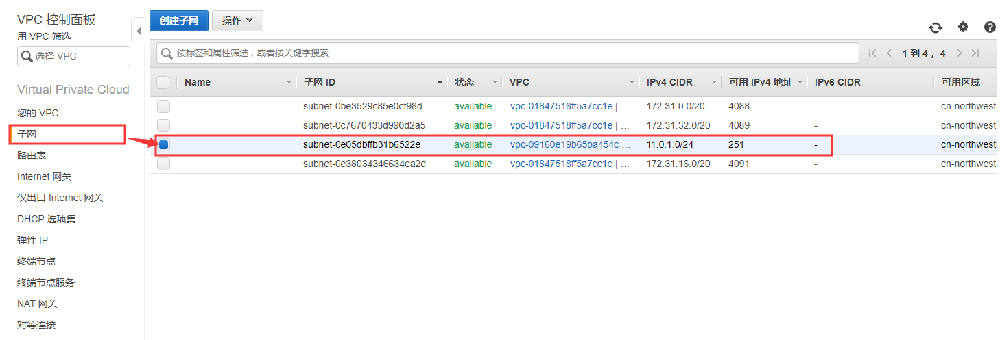 VPC 控制面板
用 VPC 筛选
选择 VPC
Virtual Private Cloud
您的 VPC
子网
路由表
Internet 网关
仅出口 Internet 网关
DHCP 选项集
弹性 IP
终端节点
终端节点服务
NAT 网关
对等连接
创建子网 操作
按标签和属性筛选，或者按关键字搜索 1 到 4， 4
Name 子网 ID 状态 VPC IPv4 CIDR 可用 IPv4 地址 IPv6 CIDR 可用区域
subnet-0be3529c85e0cf98d available vpc-01847518ff5a7cc1e | ... 172.31.0.0/20 4088 - cn-northwest
subnet-0c7670433d990d2a5 available vpc-01847518ff5a7cc1e | ... 172.31.32.0/20 4089 - cn-northwest
subnet-0e05dbffb31b6522e available vpc-09160e19b65ba454c ... 11.0.1.0/24 251 - cn-northwest
subnet-0e38034346634ea2d available vpc-01847518ff5a7cc1e | ... 172.31.16.0/20 4091 - cn-northwest